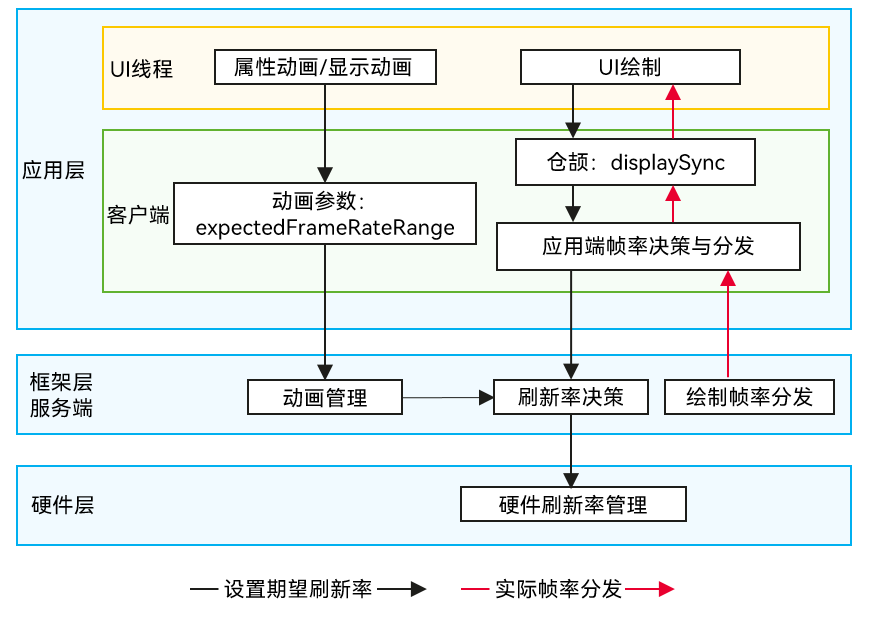 UI线程
属性动画/显示动画
UI绘制
应用层
客户端
仓颉：displaySync
动画参数：
expectedFrameRateRange
应用端帧率决策与分发
框架层
服务端
动画管理
刷新率决策
绘制帧率分发
硬件层
硬件刷新率管理
设置期望刷新率
实际帧率分发